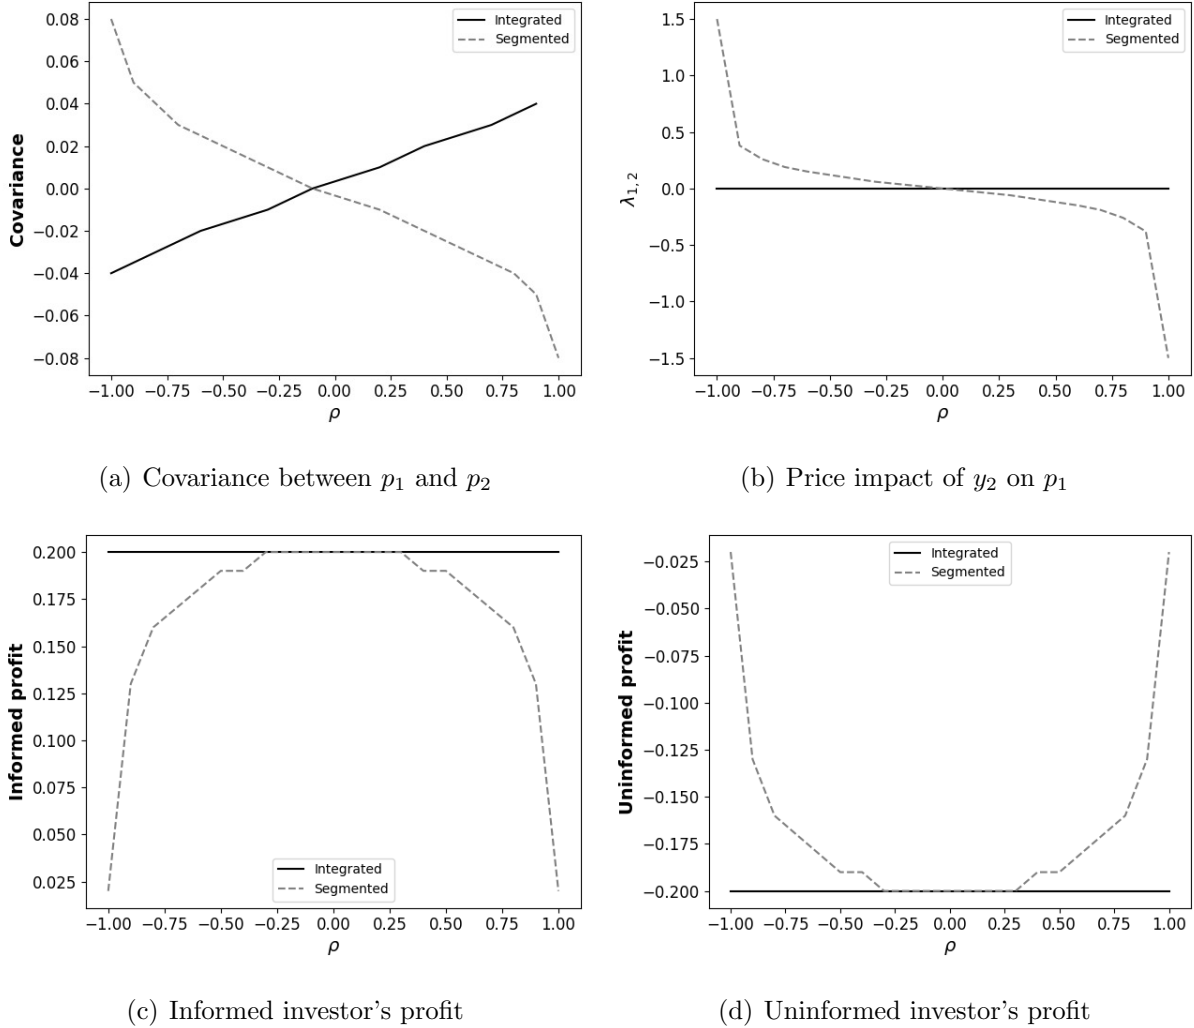 Covariance
0.08
0.06
0.04
0.02
0.00
−0.02
−0.04
−0.06
−0.08
Integrated
Segmented
−1.00 −0.75 −0.50 −0.25 0.00 0.25 0.50 0.75 1.00
ρ
(a) Covariance between p₁ and p₂
λ₁,₂
1.5
1.0
0.5
0.0
−0.5
−1.0
−1.5
Integrated
Segmented
−1.00 −0.75 −0.50 −0.25 0.00 0.25 0.50 0.75 1.00
ρ
(b) Price impact of y₂ on p₁
Informed profit
0.200
0.175
0.150
0.125
0.100
0.075
0.050
0.025
Integrated
Segmented
−1.00 −0.75 −0.50 −0.25 0.00 0.25 0.50 0.75 1.00
ρ
(c) Informed investor's profit
Uninformed profit
−0.025
−0.050
−0.075
−0.100
−0.125
−0.150
−0.175
−0.200
Integrated
Segmented
−1.00 −0.75 −0.50 −0.25 0.00 0.25 0.50 0.75 1.00
ρ
(d) Uninformed investor's profit